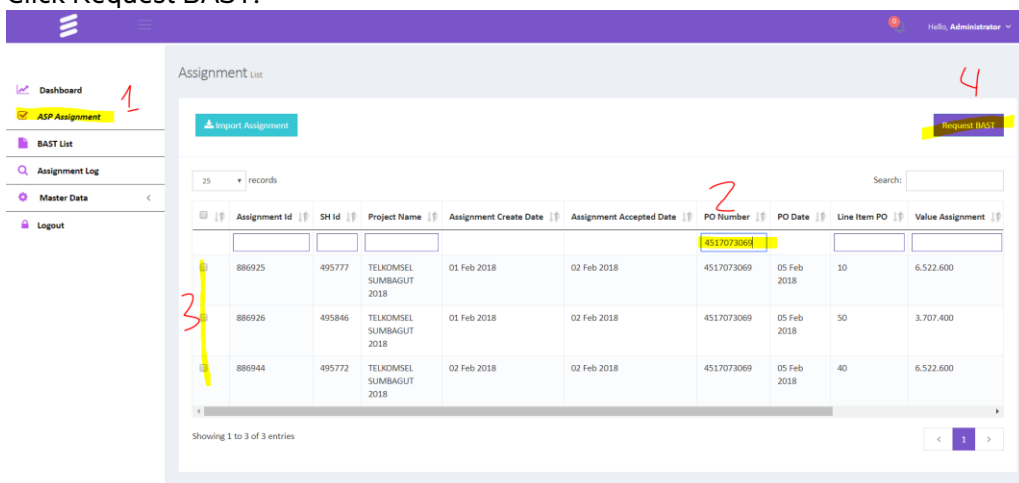 Click Request BAST.
0
Hello, Administrator
Assignment List
Dashboard
1
ASP Assignment
BAST List
Assignment Log
Master Data
Logout
4
Import Assignment
Request BAST
25 records
Search:
2
Assignment Id SH Id Project Name Assignment Create Date Assignment Accepted Date PO Number PO Date Line Item PO Value Assignment
4517073069
3
886925 495777 TELKOMSEL 01 Feb 2018 02 Feb 2018 4517073069 05 Feb 10 6.522.600
SUMBAGUT 2018
2018
886926 495846 TELKOMSEL 01 Feb 2018 02 Feb 2018 4517073069 05 Feb 50 3.707.400
SUMBAGUT 2018
2018
886944 495772 TELKOMSEL 02 Feb 2018 02 Feb 2018 4517073069 05 Feb 40 6.522.600
SUMBAGUT 2018
2018
Showing 1 to 3 of 3 entries
< 1 >